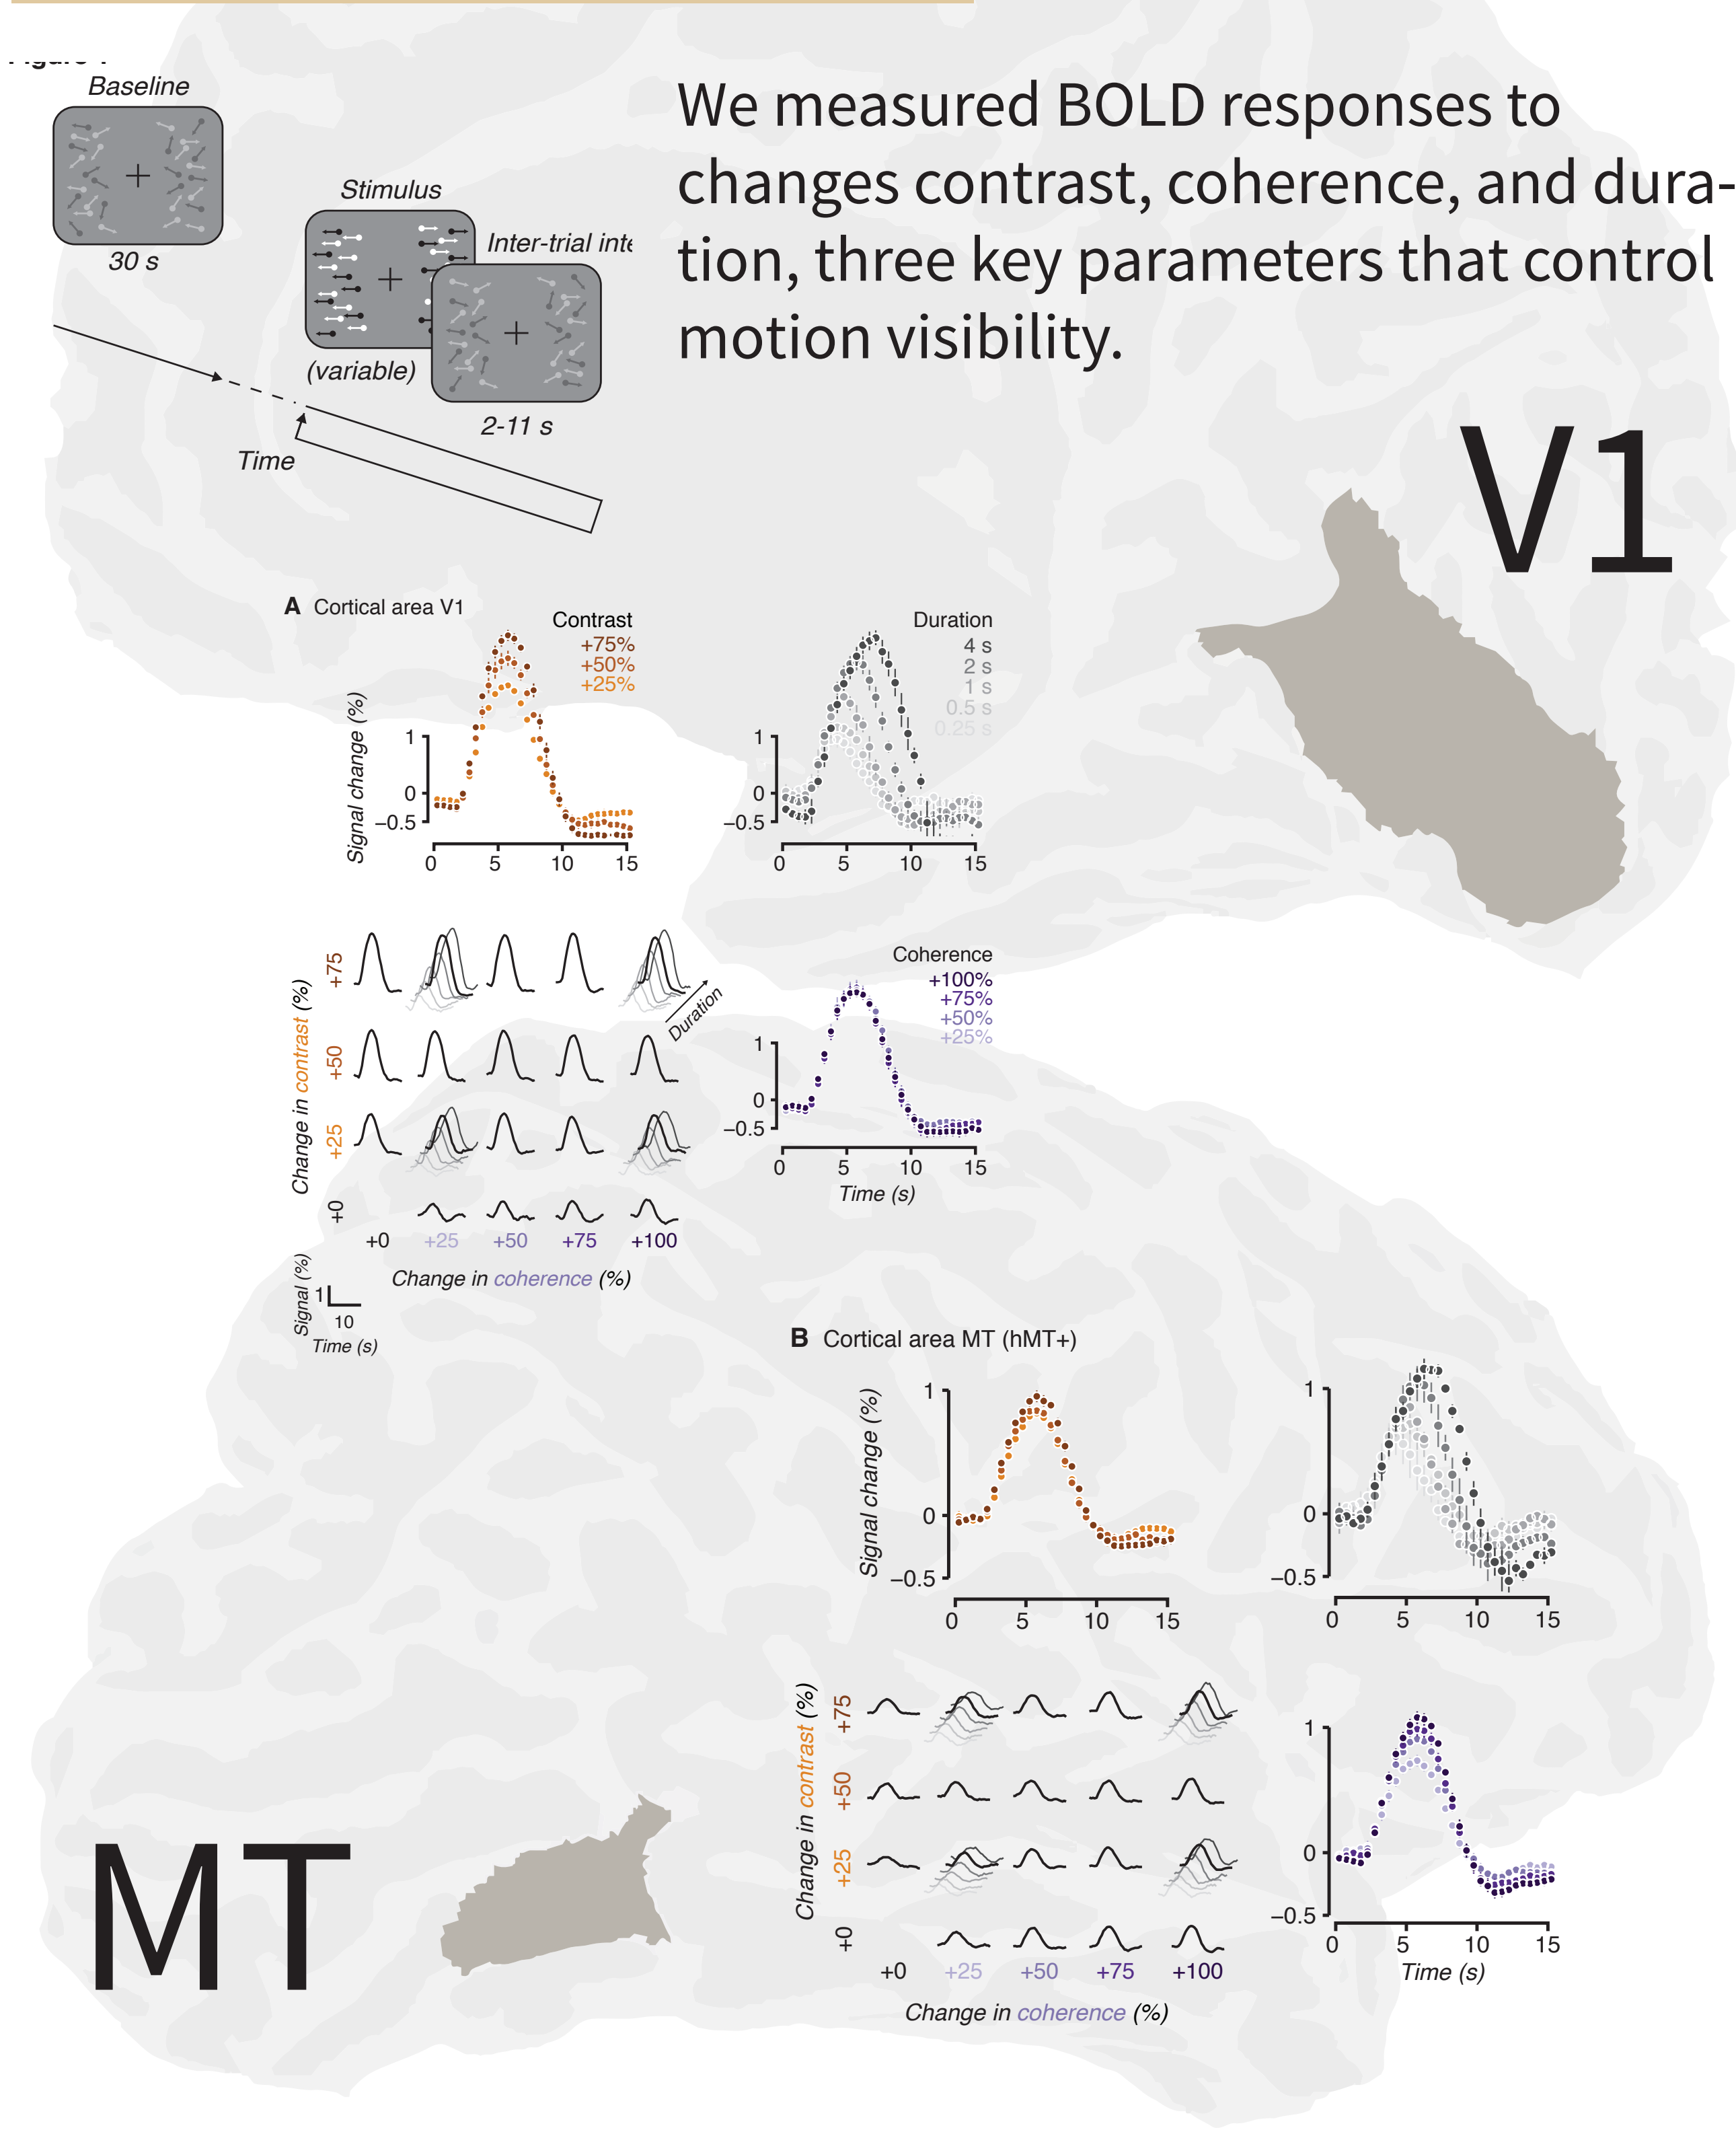 Baseline
30 s
Stimulus
(variable)
Inter-trial inte
2-11 s
Time
We measured BOLD responses to
changes contrast, coherence, and dura-
tion, three key parameters that control
motion visibility.
V1
A Cortical area V1
Contrast
+75%
+50%
+25%
Signal change (%)
1
0
−0.5
0 5 10 15
Duration
4 s
2 s
1 s
0.5 s
0.25 s
1
0
−0.5
0 5 10 15
Change in contrast (%)
+75
+50
+25
+0
Duration
+0 +25 +50 +75 +100
Change in coherence (%)
Signal (%)
1
10
Time (s)
Coherence
+100%
+75%
+50%
+25%
1
0
−0.5
0 5 10 15
Time (s)
B Cortical area MT (hMT+)
Signal change (%)
1
0
−0.5
0 5 10 15
1
0
−0.5
0 5 10 15
Change in contrast (%)
+75
+50
+25
+0
+0 +25 +50 +75 +100
Change in coherence (%)
1
0
−0.5
0 5 10 15
Time (s)
MT